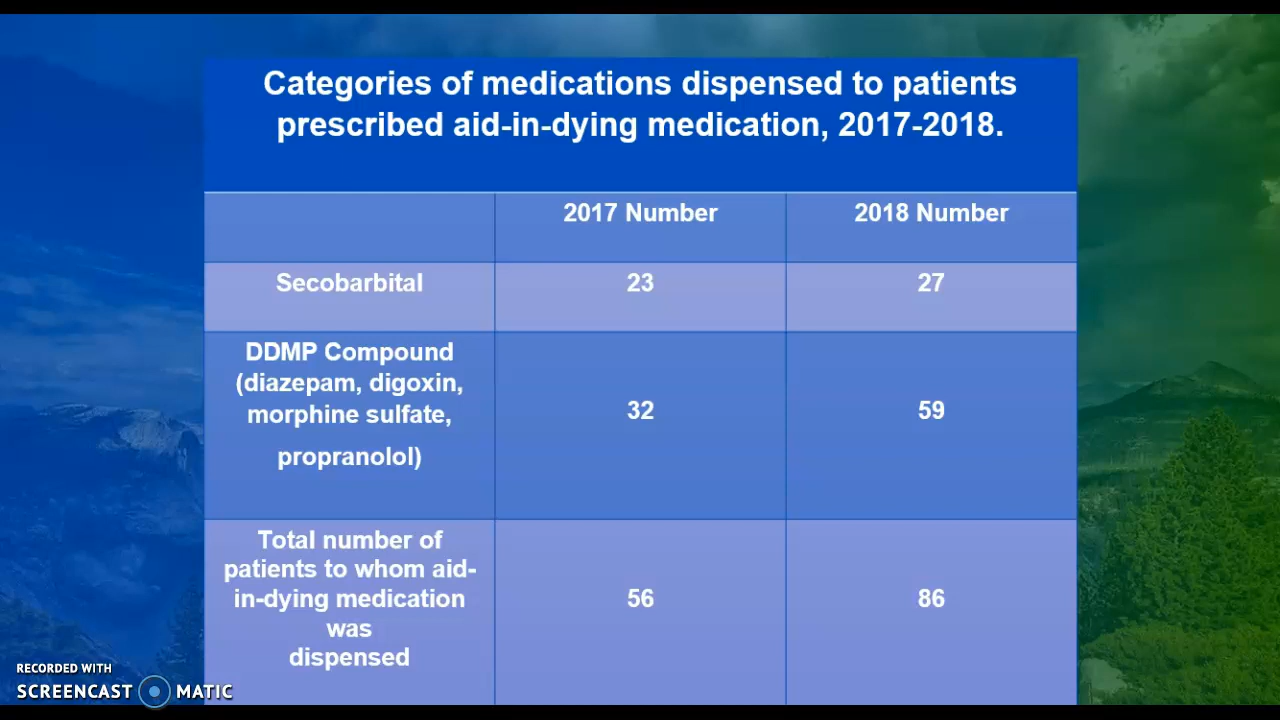 Categories of medications dispensed to patients
prescribed aid-in-dying medication, 2017-2018.
2017 Number
2018 Number
Secobarbital
23
27
DDMP Compound
(diazepam, digoxin,
morphine sulfate,
propranolol)
32
59
Total number of
patients to whom aid-
in-dying medication
was
dispensed
56
86
RECORDED WITH
SCREENCAST MATIC